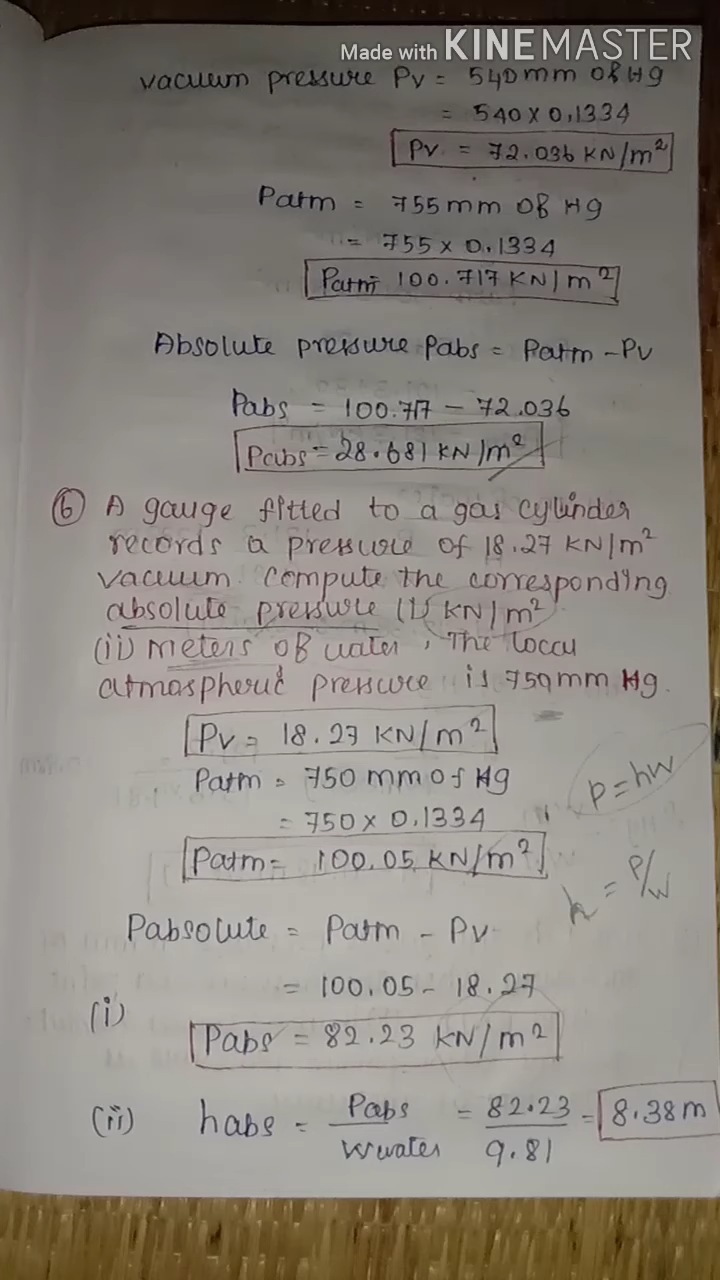 Made with KINEMASTER
vacuum pressure Pv = 540 mm of Hg
= 540 x 0.1334
Pv = 72.036 KN/m²
Patm = 755 mm Of Hg
= 755 x 0.1334
Patm = 100.717 KN/m²
Absolute pressure Pabs = Patm - Pv
Pabs = 100.717 - 72.036
Pabs = 28.681 KN/m²
⑥ A gauge fitted to a gas cylinder
records a pressure of 18.27 KN/m²
vacuum. compute the corresponding
absolute pressure (i) KN/m²
(ii) meters of water, The local
atmospheric pressure is 750 mm Hg.
Pv = 18.27 KN/m²
Patm = 750 mm of Hg
= 750 x 0.1334
P=hw
Patm = 100.05 KN/m²
h = P/w
Pabsolute = Patm - Pv
= 100.05 - 18.27
(i)
Pabs = 82.23 KN/m²
(ii) habs = Pabs/Wwater = 82.23/9.81 = 8.38 m